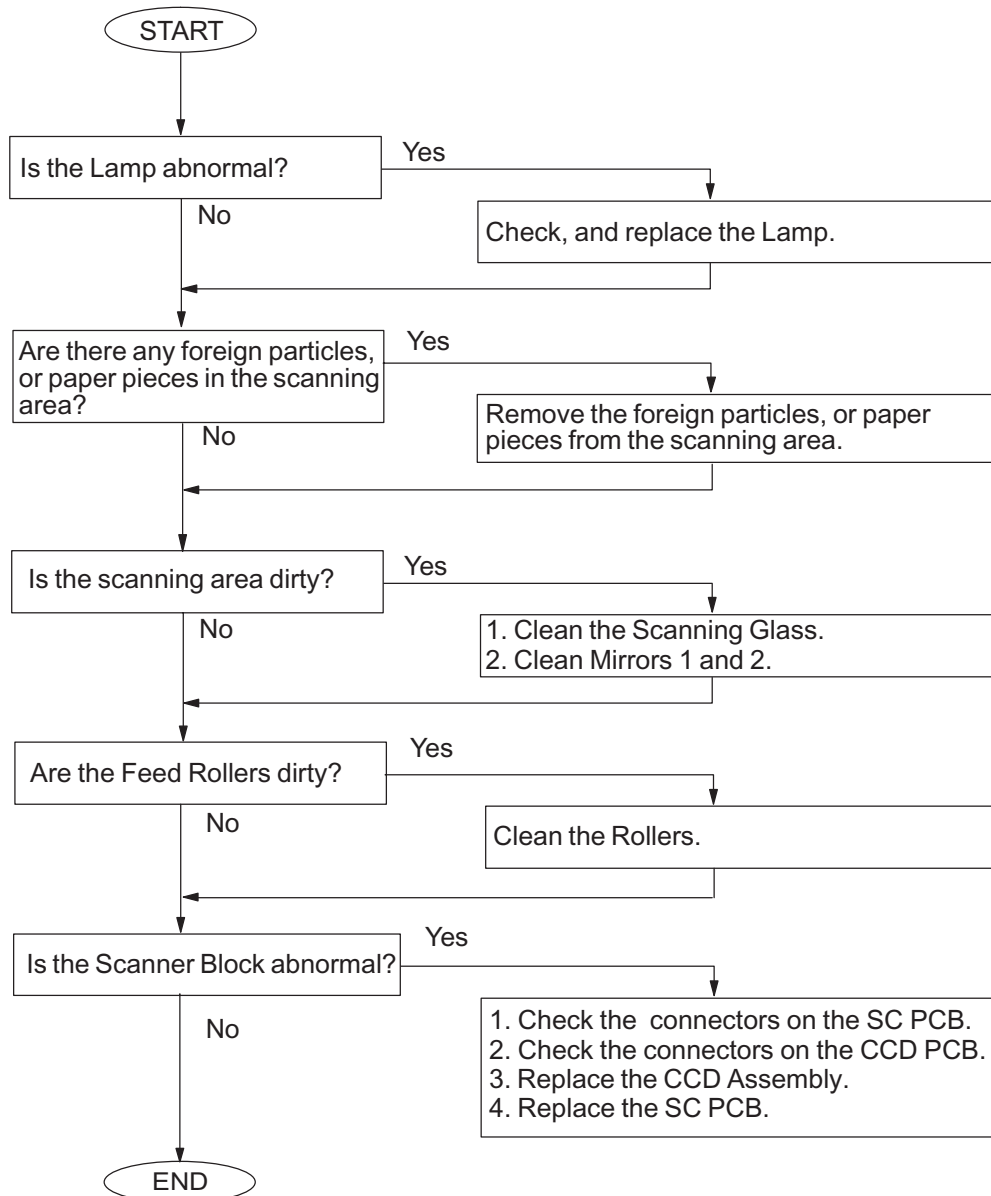 START
Is the Lamp abnormal?
Yes
No
Check, and replace the Lamp.
Are there any foreign particles,
or paper pieces in the scanning
area?
Yes
No
Remove the foreign particles, or paper
pieces from the scanning area.
Is the scanning area dirty?
Yes
No
1. Clean the Scanning Glass.
2. Clean Mirrors 1 and 2.
Are the Feed Rollers dirty?
Yes
No
Clean the Rollers.
Is the Scanner Block abnormal?
Yes
No
1. Check the connectors on the SC PCB.
2. Check the connectors on the CCD PCB.
3. Replace the CCD Assembly.
4. Replace the SC PCB.
END